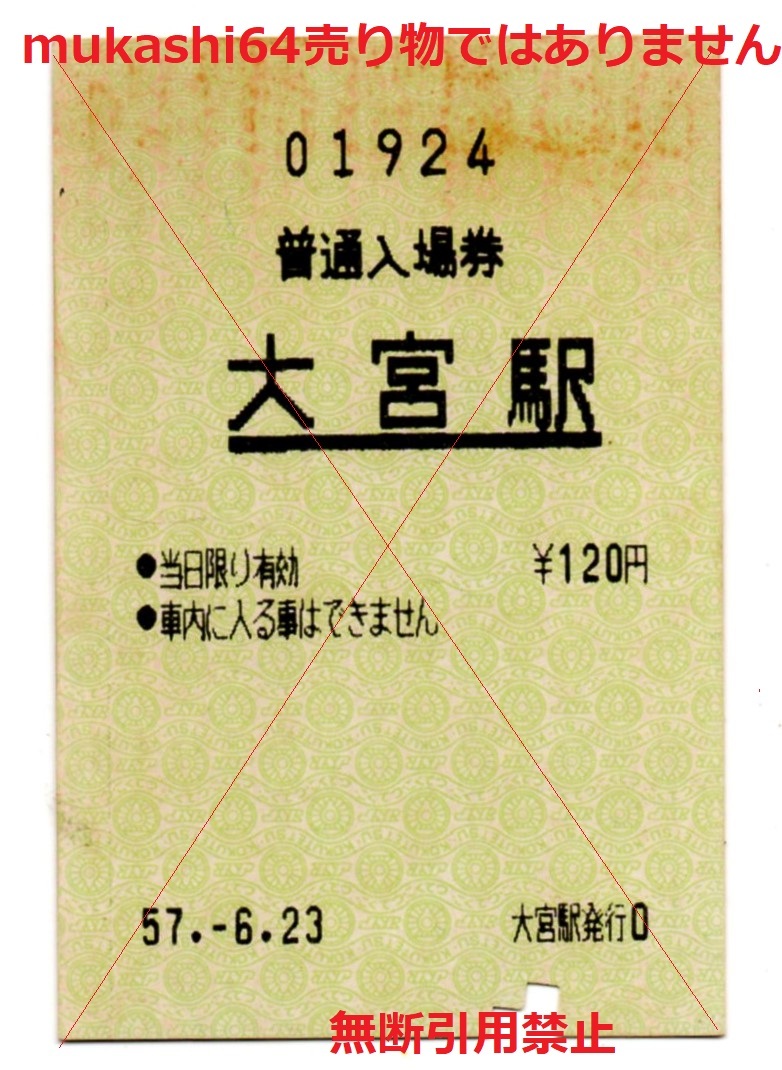 mukashi64売り物ではありません
01924
普通入場券
大宮駅
●当日限り有効 ¥120円
●車内に入る事はできません
57.-6.23 大宮駅発行0
無断引用禁止